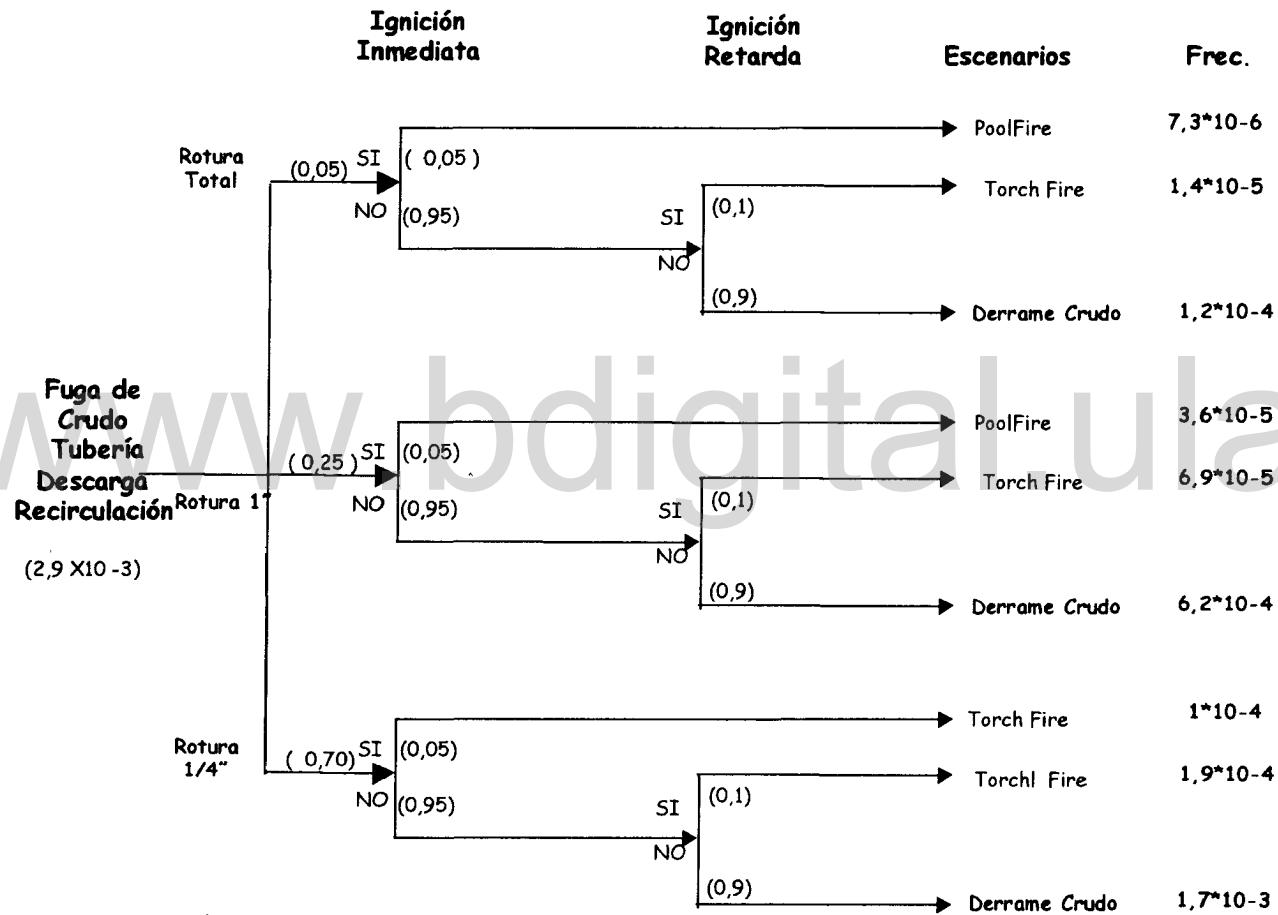 Ignición
Inmediata
Ignición
Retarda
Escenarios
Frec.
PoolFire
7,3*10-6
Rotura
Total
(0,05)
SI
( 0,05 )
NO
(0,95)
SI
(0,1)
Torch Fire
1,4*10-5
NO
(0,9)
Derrame Crudo
1,2*10-4
www.bdigital.ula
Fuga de
Crudo
Tubería
Descarga
Recirculación
(2,9 X10 -3)
Rotura 1"
( 0,25 )
SI
(0,05)
NO
(0,95)
PoolFire
3,6*10-5
SI
(0,1)
Torch Fire
6,9*10-5
NO
(0,9)
Derrame Crudo
6,2*10-4
Rotura
1/4"
( 0,70)
SI
(0,05)
NO
(0,95)
Torch Fire
1*10-4
SI
(0,1)
Torchl Fire
1,9*10-4
NO
(0,9)
Derrame Crudo
1,7*10-3